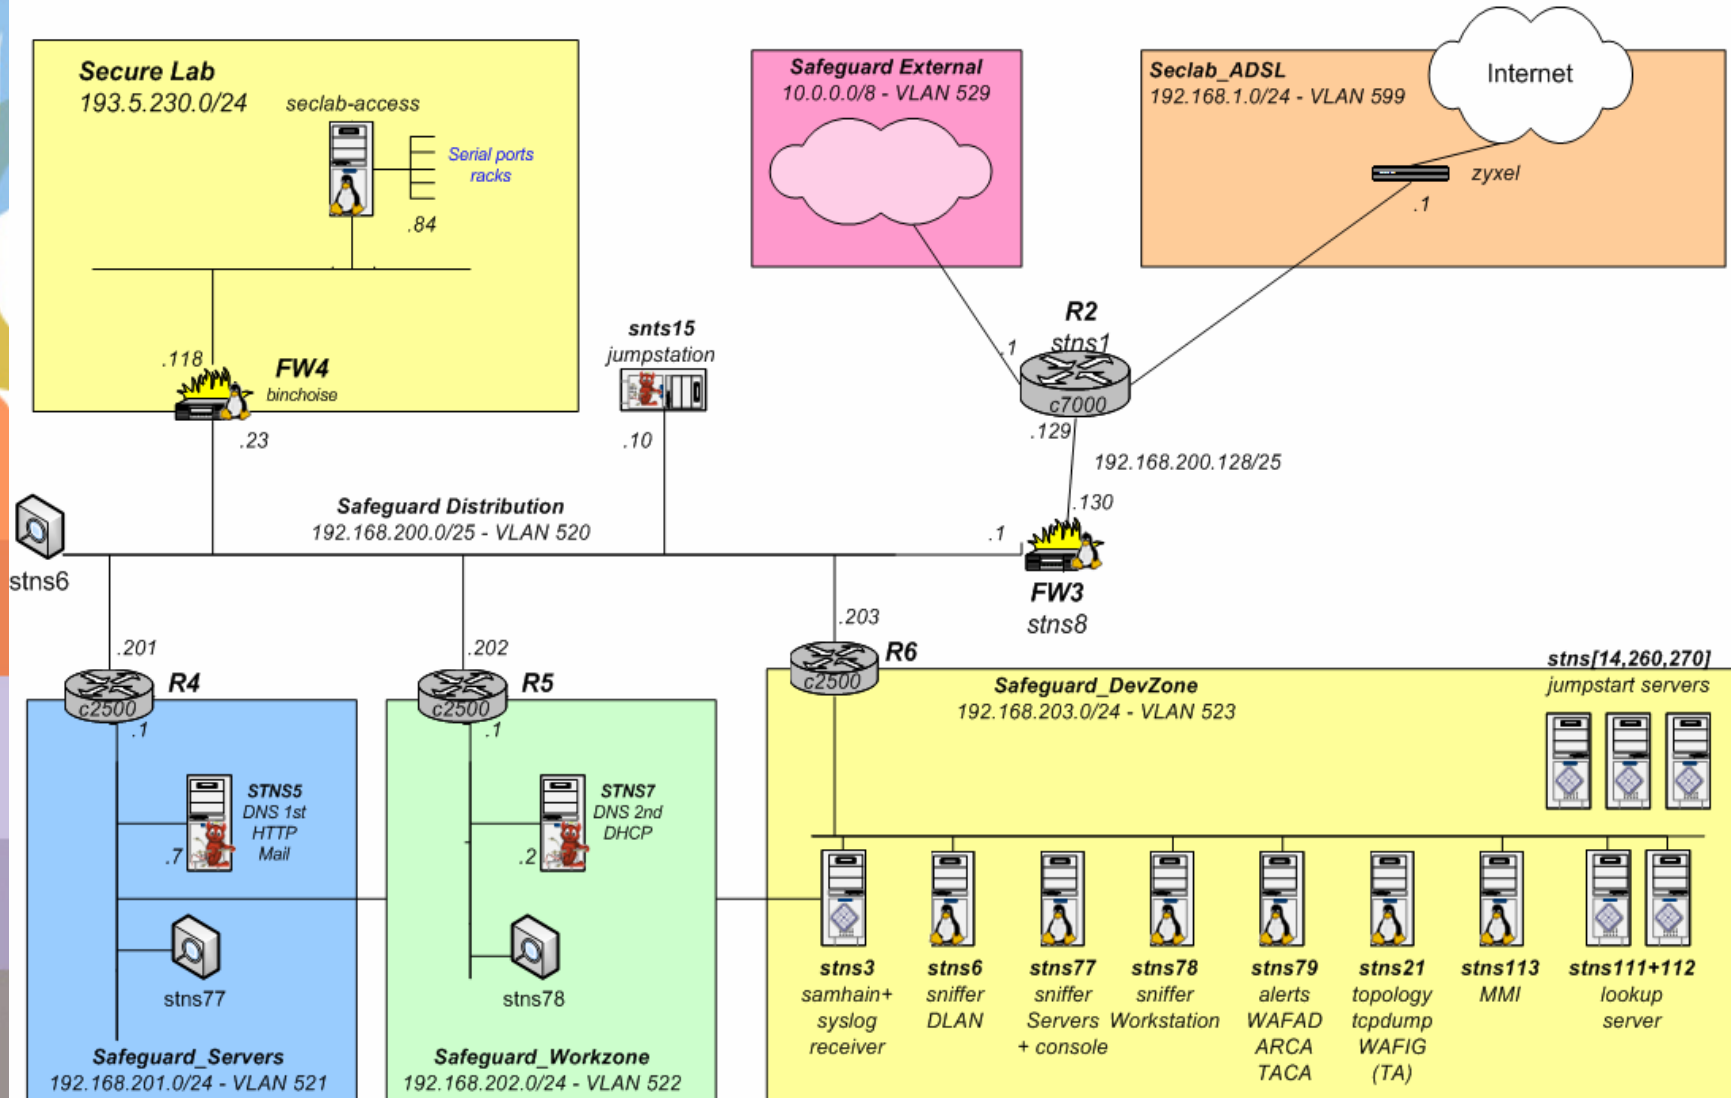 Secure Lab
193.5.230.0/24
seclab-access
Serial ports
racks
.84
.118
FW4
binchoise
.23
Safeguard External
10.0.0.0/8 - VLAN 529
Seclab_ADSL
192.168.1.0/24 - VLAN 599
Internet
zyxel
.1
snts15
jumpstation
.10
R2
stns1
.1
c7000
.129
192.168.200.128/25
.130
Safeguard Distribution
192.168.200.0/25 - VLAN 520
.1
stns6
FW3
stns8
.201
.202
.203
R4
c2500
.1
R5
c2500
.1
R6
c2500
Safeguard_DevZone
192.168.203.0/24 - VLAN 523
stns[14,260,270]
jumpstart servers
STNS5
DNS 1st
HTTP
Mail
.7
stns77
Safeguard_Servers
192.168.201.0/24 - VLAN 521
STNS7
DNS 2nd
DHCP
.2
stns78
Safeguard_Workzone
192.168.202.0/24 - VLAN 522
stns3
samhain+
syslog
receiver
stns6
sniffer
DLAN
stns77
sniffer
Servers
+ console
stns78
sniffer
Workstation
stns79
alerts
WAFAD
ARCA
TACA
stns21
topology
tcpdump
WAFIG
(TA)
stns113
MMI
stns111+112
lookup
server